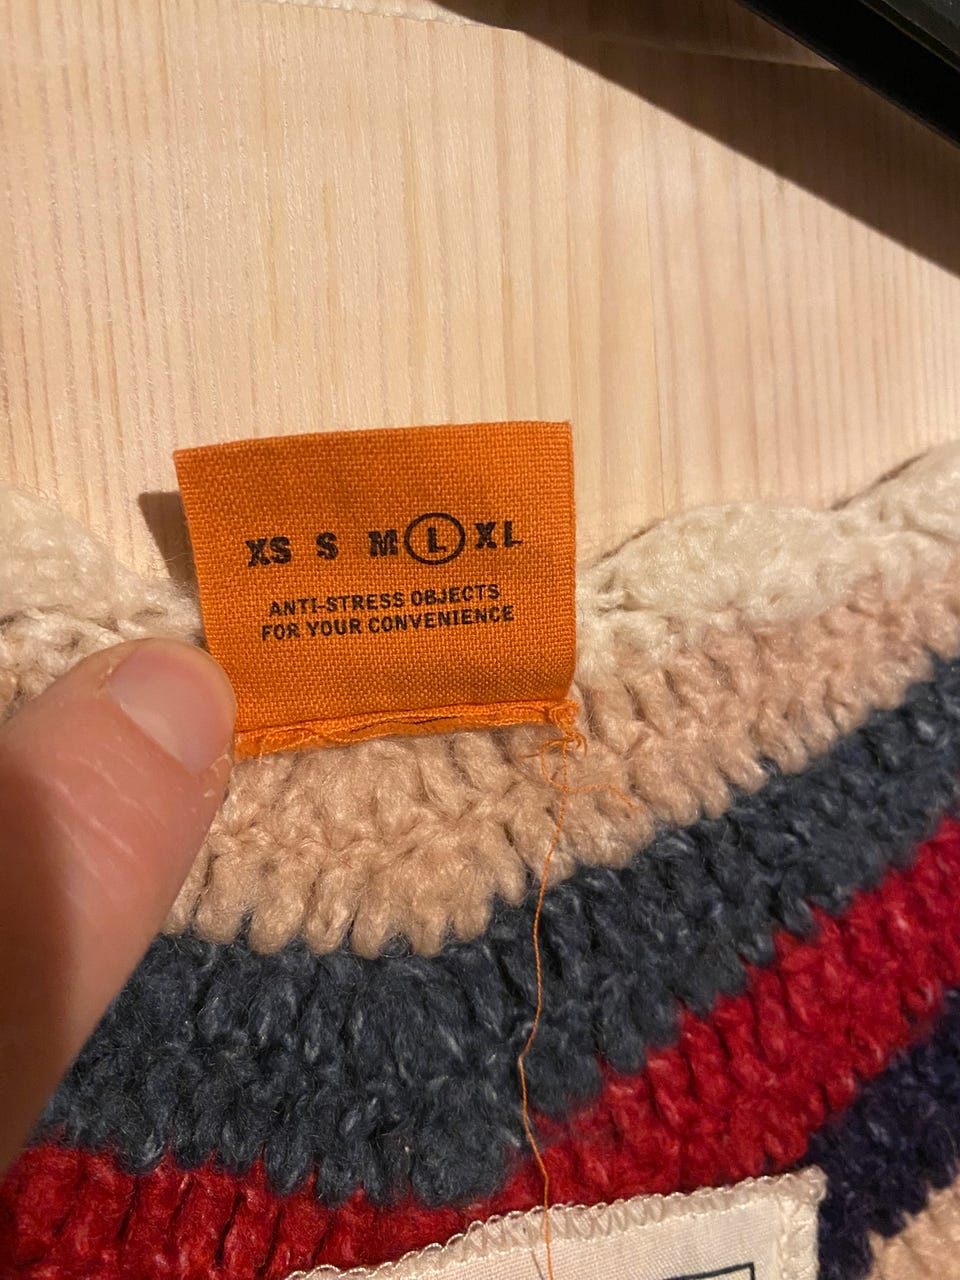 XS S M L XL
ANTI-STRESS OBJECTS
FOR YOUR CONVENIENCE